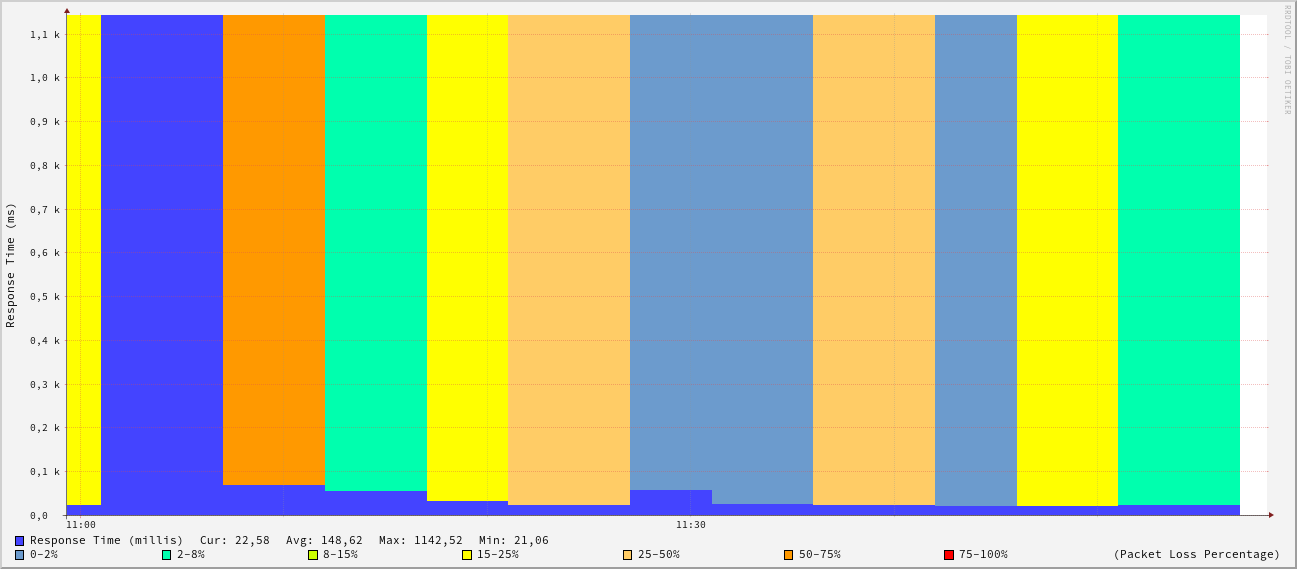 RRDTOOL / TOBI OETIKER
Response Time (ms)
1,1 k
1,0 k
0,9 k
0,8 k
0,7 k
0,6 k
0,5 k
0,4 k
0,3 k
0,2 k
0,1 k
0,0
11:00 11:30
Response Time (millis) Cur: 22,58 Avg: 148,62 Max: 1142,52 Min: 21,06
0-2% 2-8% 8-15% 15-25% 25-50% 50-75% 75-100% (Packet Loss Percentage)